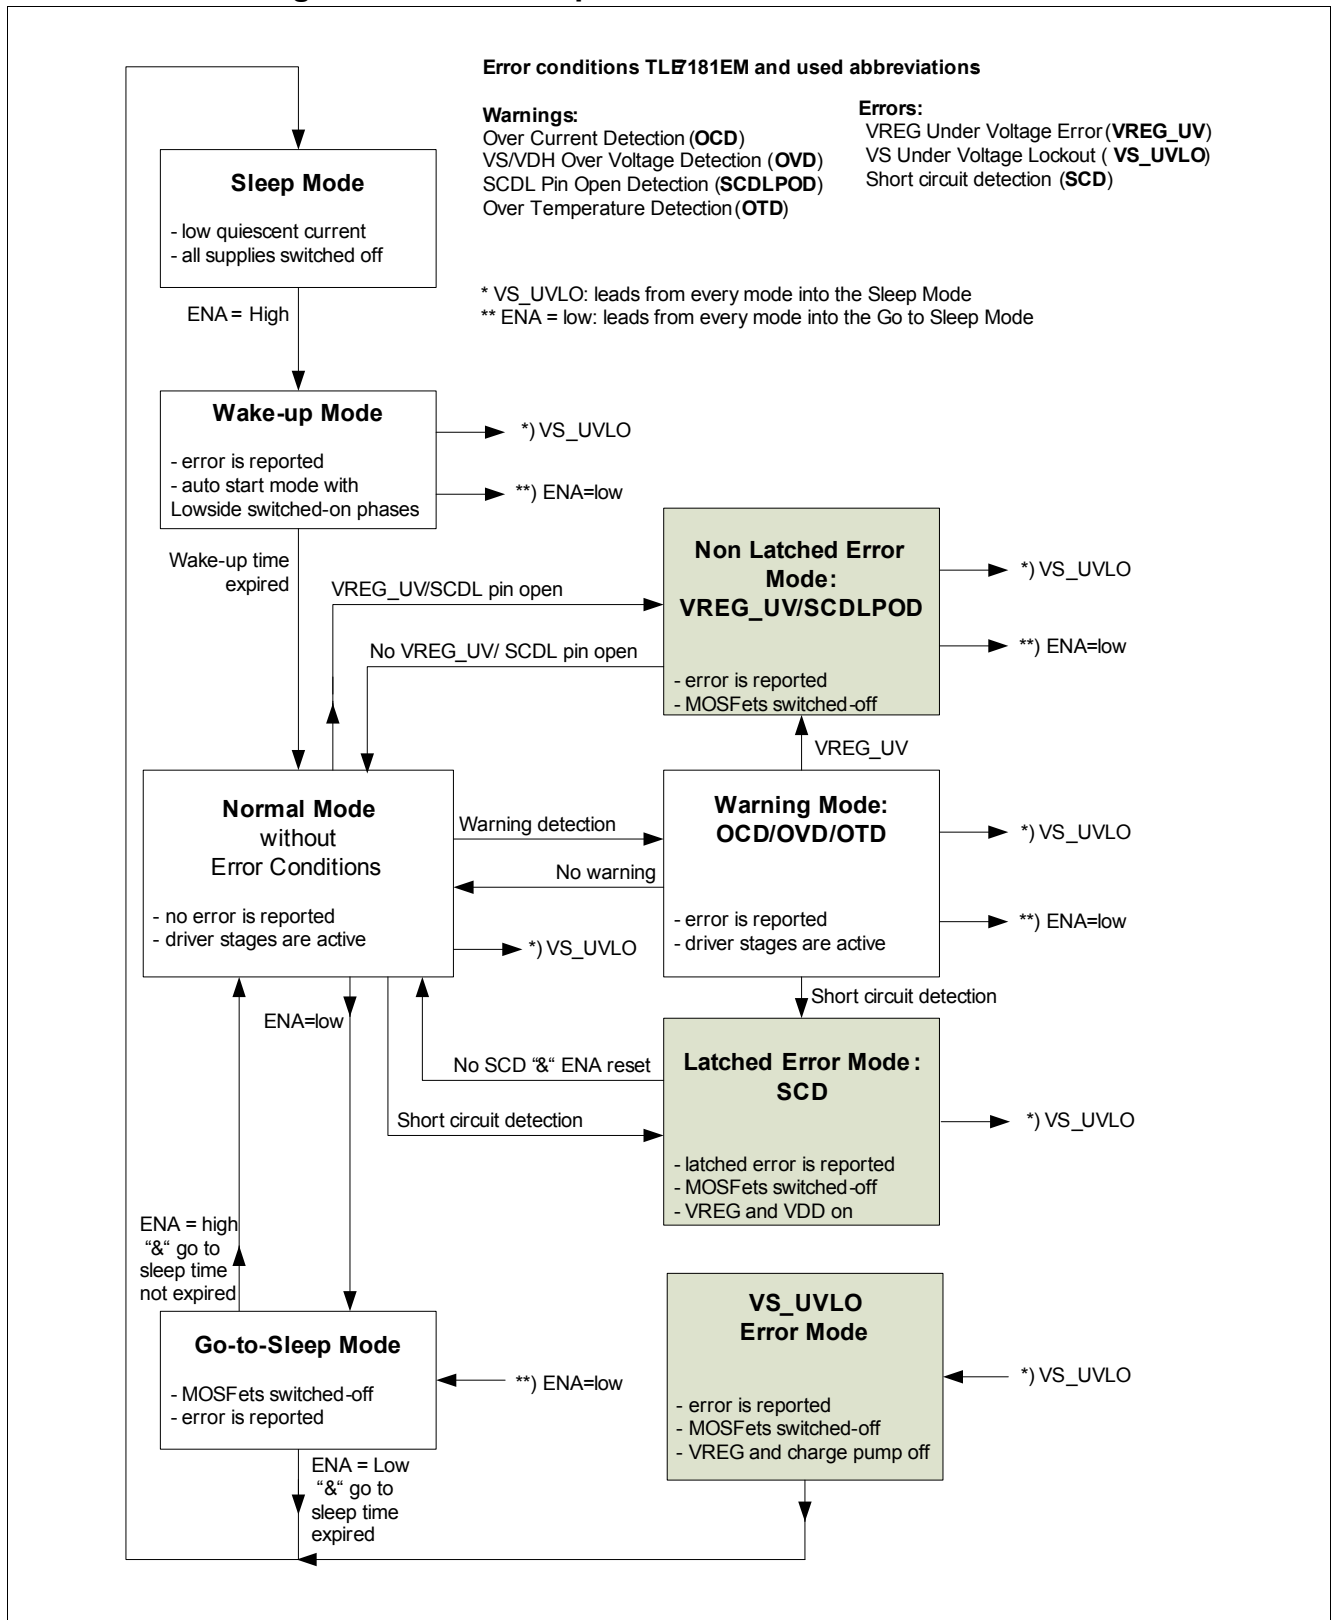 Error conditions TLE7181EM and used abbreviations
Warnings:
Over Current Detection (OCD)
VS/VDH Over Voltage Detection (OVD)
SCDL Pin Open Detection (SCDLPOD)
Over Temperature Detection (OTD)
Errors:
VREG Under Voltage Error (VREG_UV)
VS Under Voltage Lockout ( VS_UVLO)
Short circuit detection (SCD)
* VS_UVLO: leads from every mode into the Sleep Mode
** ENA = low: leads from every mode into the Go to Sleep Mode
Sleep Mode
- low quiescent current
- all supplies switched off
ENA = High
Wake-up Mode
- error is reported
- auto start mode with
Lowside switched-on phases
*) VS_UVLO
**) ENA=low
Wake-up time
expired
VREG_UV/SCDL pin open
No VREG_UV/ SCDL pin open
Non Latched Error
Mode:
VREG_UV/SCDLPOD
- error is reported
- MOSFets switched-off
*) VS_UVLO
**) ENA=low
VREG_UV
Normal Mode
without
Error Conditions
- no error is reported
- driver stages are active
Warning detection
No warning
*) VS_UVLO
Warning Mode:
OCD/OVD/OTD
- error is reported
- driver stages are active
*) VS_UVLO
**) ENA=low
Short circuit detection
ENA=low
No SCD “&“ ENA reset
Short circuit detection
Latched Error Mode:
SCD
- latched error is reported
- MOSFets switched-off
- VREG and VDD on
*) VS_UVLO
ENA = high
“&“ go to
sleep time
not expired
Go-to-Sleep Mode
- MOSFets switched-off
- error is reported
**) ENA=low
VS_UVLO
Error Mode
- error is reported
- MOSFets switched-off
- VREG and charge pump off
*) VS_UVLO
ENA = Low
“&“ go to
sleep time
expired